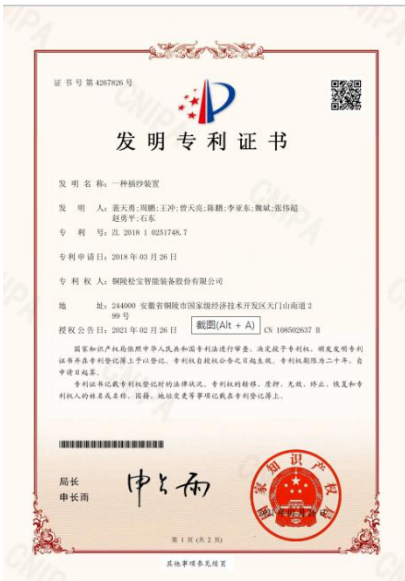 证书号第4267826号
发明专利证书
发 明 名 称：一种插纱装置
发 明 人：裴天勇;周鹏;王冲;曾天亮;陈鹏;李亚东;魏斌;张伟超
赵勇平;石东
专 利 号：ZL 2018 1 0251748.7
专利申请日：2018年03月26日
专 利 权 人：铜陵松宝智能装备股份有限公司
地 址：244000 安徽省铜陵市国家级经济技术开发区天门山南道2
99号
授权公告日：2021年02月26日 截图(Alt + A) CN 108502637 B
国家知识产权局依照中华人民共和国专利法进行审查，决定授予专利权，颁发发明专利
证书并在专利登记簿上予以登记。专利权自授权公告之日起生效。专利权期限为二十年，自
申请日起算。
专利证书记载专利权登记时的法律状况。专利权的转移、质押、无效、终止、恢复和专
利权人的姓名或名称、国籍、地址变更等事项记载在专利登记簿上。
局长
申长雨
申长雨
国家知识产权局
第 1 页 (共 2 页)
其他事项参见续页
CNIPA